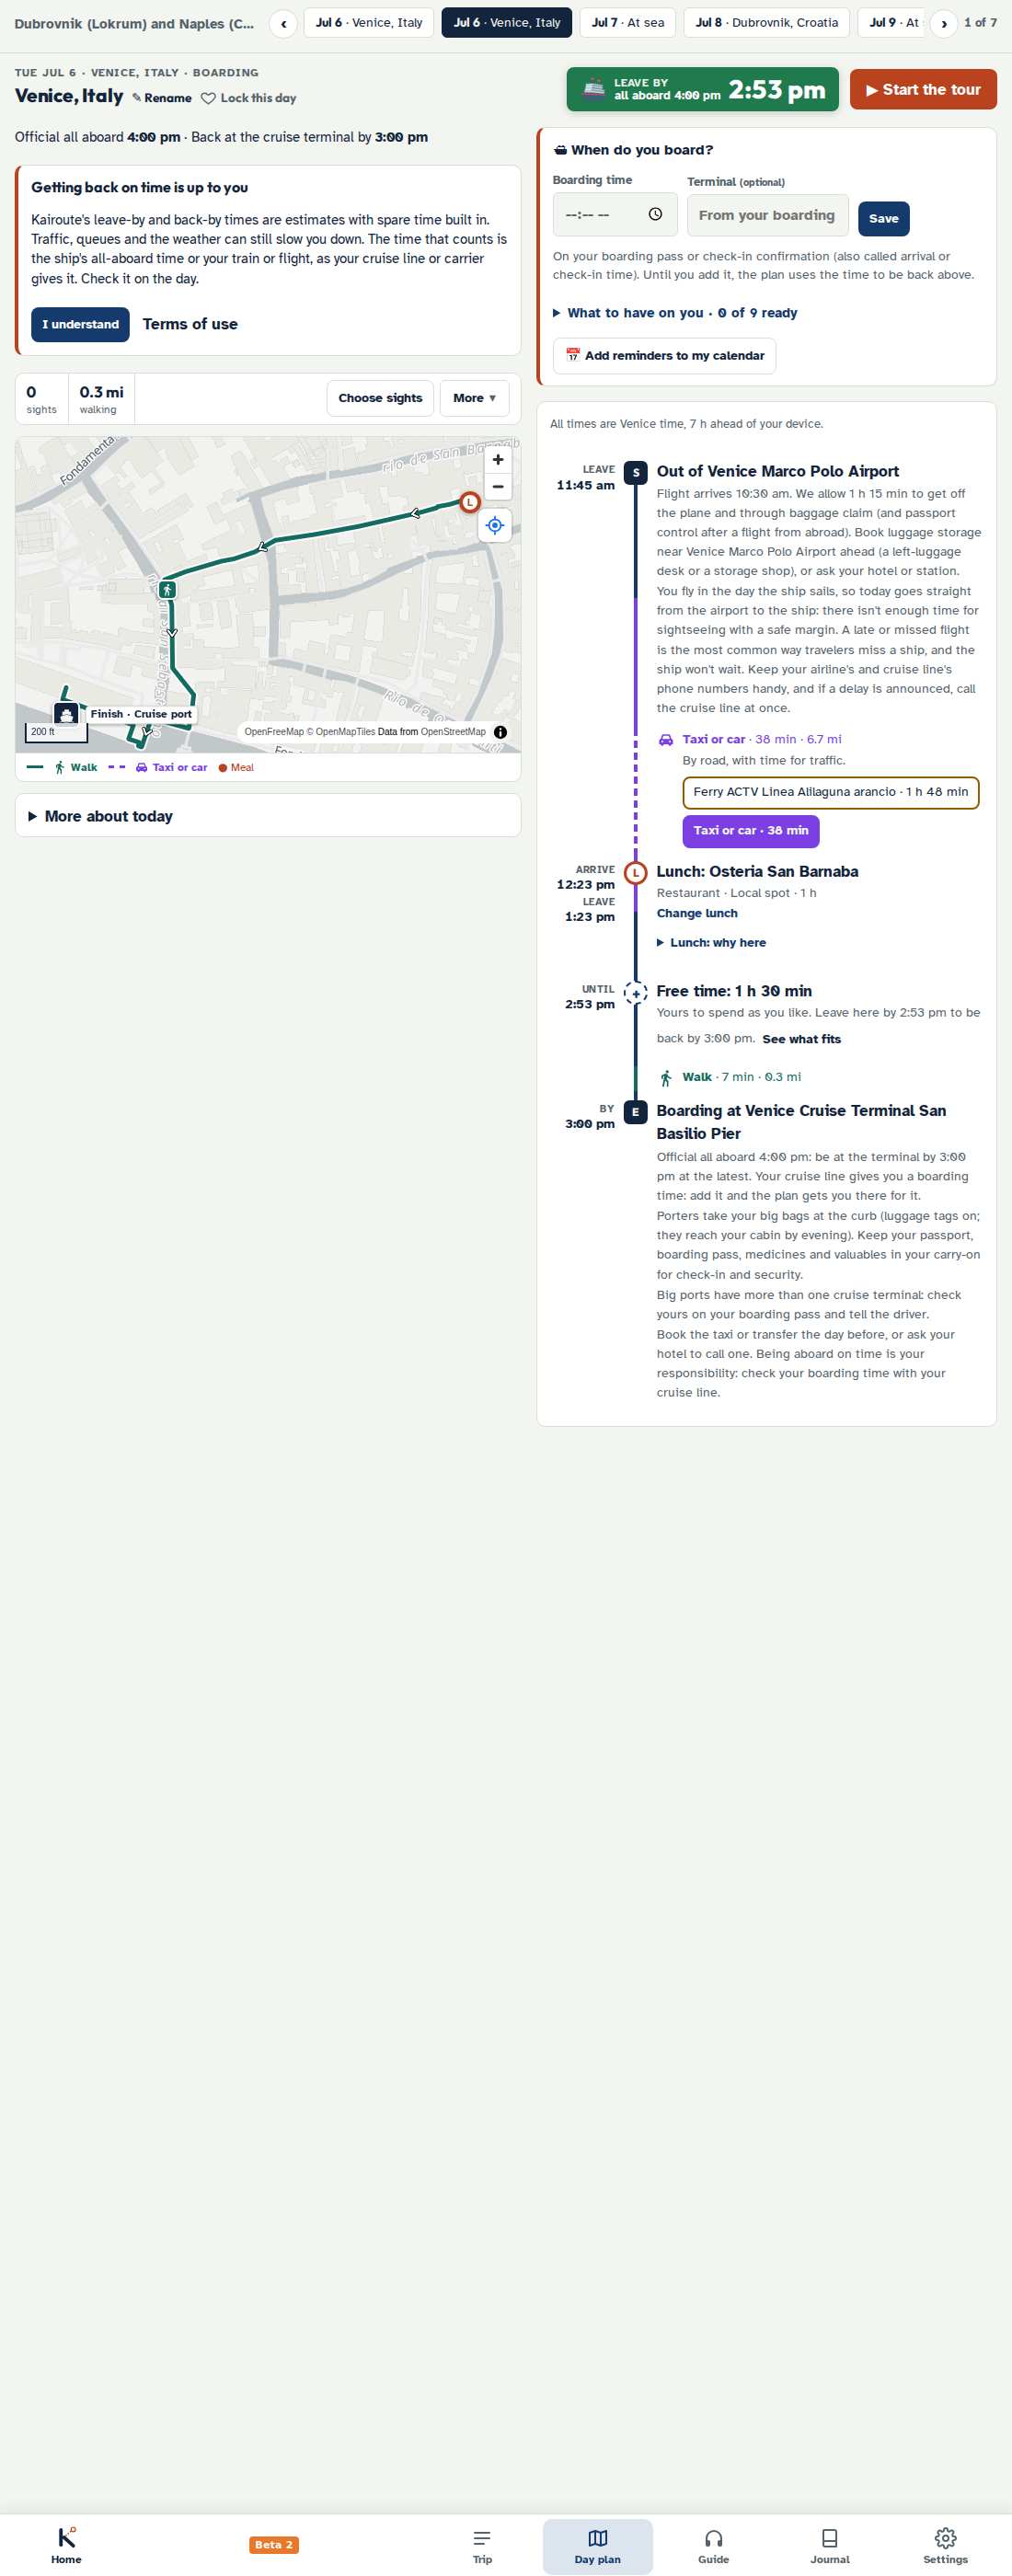 Dubrovnik (Lokrum) and Naples (C...
‹
Jul 6 · Venice, Italy
Jul 6 · Venice, Italy
Jul 7 · At sea
Jul 8 · Dubrovnik, Croatia
Jul 9 · At
›
1 of 7
TUE JUL 6 · VENICE, ITALY · BOARDING
Venice, Italy
✎ Rename
Lock this day
LEAVE BY
all aboard 4:00 pm
2:53 pm
▶ Start the tour
Official all aboard 4:00 pm · Back at the cruise terminal by 3:00 pm
Getting back on time is up to you
Kairoute's leave-by and back-by times are estimates with spare time built in.
Traffic, queues and the weather can still slow you down. The time that counts is
the ship's all-aboard time or your train or flight, as your cruise line or carrier
gives it. Check it on the day.
I understand
Terms of use
0
sights
0.3 mi
walking
Choose sights
More ▾
Fondamenta
rio de San Barnab
L
+
−
Finish · Cruise port
200 ft
Rio de
OpenFreeMap © OpenMapTiles Data from OpenStreetMap
Walk
Taxi or car
Meal
▶ More about today
When do you board?
Boarding time
Terminal (optional)
--:-- --
From your boarding
Save
On your boarding pass or check-in confirmation (also called arrival or
check-in time). Until you add it, the plan uses the time to be back above.
▶ What to have on you · 0 of 9 ready
Add reminders to my calendar
All times are Venice time, 7 h ahead of your device.
LEAVE
11:45 am
S
Out of Venice Marco Polo Airport
Flight arrives 10:30 am. We allow 1 h 15 min to get off
the plane and through baggage claim (and passport
control after a flight from abroad). Book luggage storage
near Venice Marco Polo Airport ahead (a left-luggage
desk or a storage shop), or ask your hotel or station.
You fly in the day the ship sails, so today goes straight
from the airport to the ship: there isn't enough time for
sightseeing with a safe margin. A late or missed flight
is the most common way travelers miss a ship, and the
ship won't wait. Keep your airline's and cruise line's
phone numbers handy, and if a delay is announced, call
the cruise line at once.
Taxi or car · 38 min · 6.7 mi
By road, with time for traffic.
Ferry ACTV Linea Alilaguna arancio · 1 h 48 min
Taxi or car · 38 min
ARRIVE
12:23 pm
LEAVE
1:23 pm
L
Lunch: Osteria San Barnaba
Restaurant · Local spot · 1 h
Change lunch
▶ Lunch: why here
UNTIL
2:53 pm
+
Free time: 1 h 30 min
Yours to spend as you like. Leave here by 2:53 pm to be
back by 3:00 pm. See what fits
Walk · 7 min · 0.3 mi
BY
3:00 pm
E
Boarding at Venice Cruise Terminal San
Basilio Pier
Official all aboard 4:00 pm: be at the terminal by 3:00
pm at the latest. Your cruise line gives you a boarding
time: add it and the plan gets you there for it.
Porters take your big bags at the curb (luggage tags on;
they reach your cabin by evening). Keep your passport,
boarding pass, medicines and valuables in your carry-on
for check-in and security.
Big ports have more than one cruise terminal: check
yours on your boarding pass and tell the driver.
Book the taxi or transfer the day before, or ask your
hotel to call one. Being aboard on time is your
responsibility: check your boarding time with your
cruise line.
Home
Beta 2
Trip
Day plan
Guide
Journal
Settings